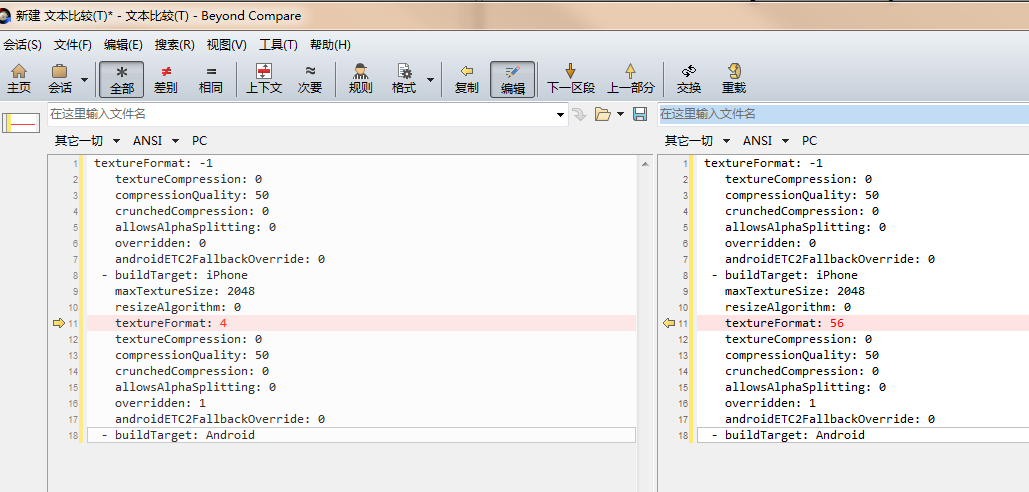 新建 文本比较(T)* - 文本比较(T) - Beyond Compare
会话(S) 文件(F) 编辑(E) 搜索(R) 视图(V) 工具(T) 帮助(H)
主页 会话 全部 差别 相同 上下文 次要 规则 格式 复制 编辑 下一区段 上一部分 交换 重载
在这里输入文件名
其它一切 ANSI PC
1 textureFormat: -1
2 textureCompression: 0
3 compressionQuality: 50
4 crunchedCompression: 0
5 allowsAlphaSplitting: 0
6 overridden: 0
7 androidETC2FallbackOverride: 0
8 - buildTarget: iPhone
9 maxTextureSize: 2048
10 resizeAlgorithm: 0
11 textureFormat: 4
12 textureCompression: 0
13 compressionQuality: 50
14 crunchedCompression: 0
15 allowsAlphaSplitting: 0
16 overridden: 1
17 androidETC2FallbackOverride: 0
18 - buildTarget: Android
在这里输入文件名
其它一切 ANSI PC
1 textureFormat: -1
2 textureCompression: 0
3 compressionQuality: 50
4 crunchedCompression: 0
5 allowsAlphaSplitting: 0
6 overridden: 0
7 androidETC2FallbackOverride: 0
8 - buildTarget: iPhone
9 maxTextureSize: 2048
10 resizeAlgorithm: 0
11 textureFormat: 56
12 textureCompression: 0
13 compressionQuality: 50
14 crunchedCompression: 0
15 allowsAlphaSplitting: 0
16 overridden: 1
17 androidETC2FallbackOverride: 0
18 - buildTarget: Android